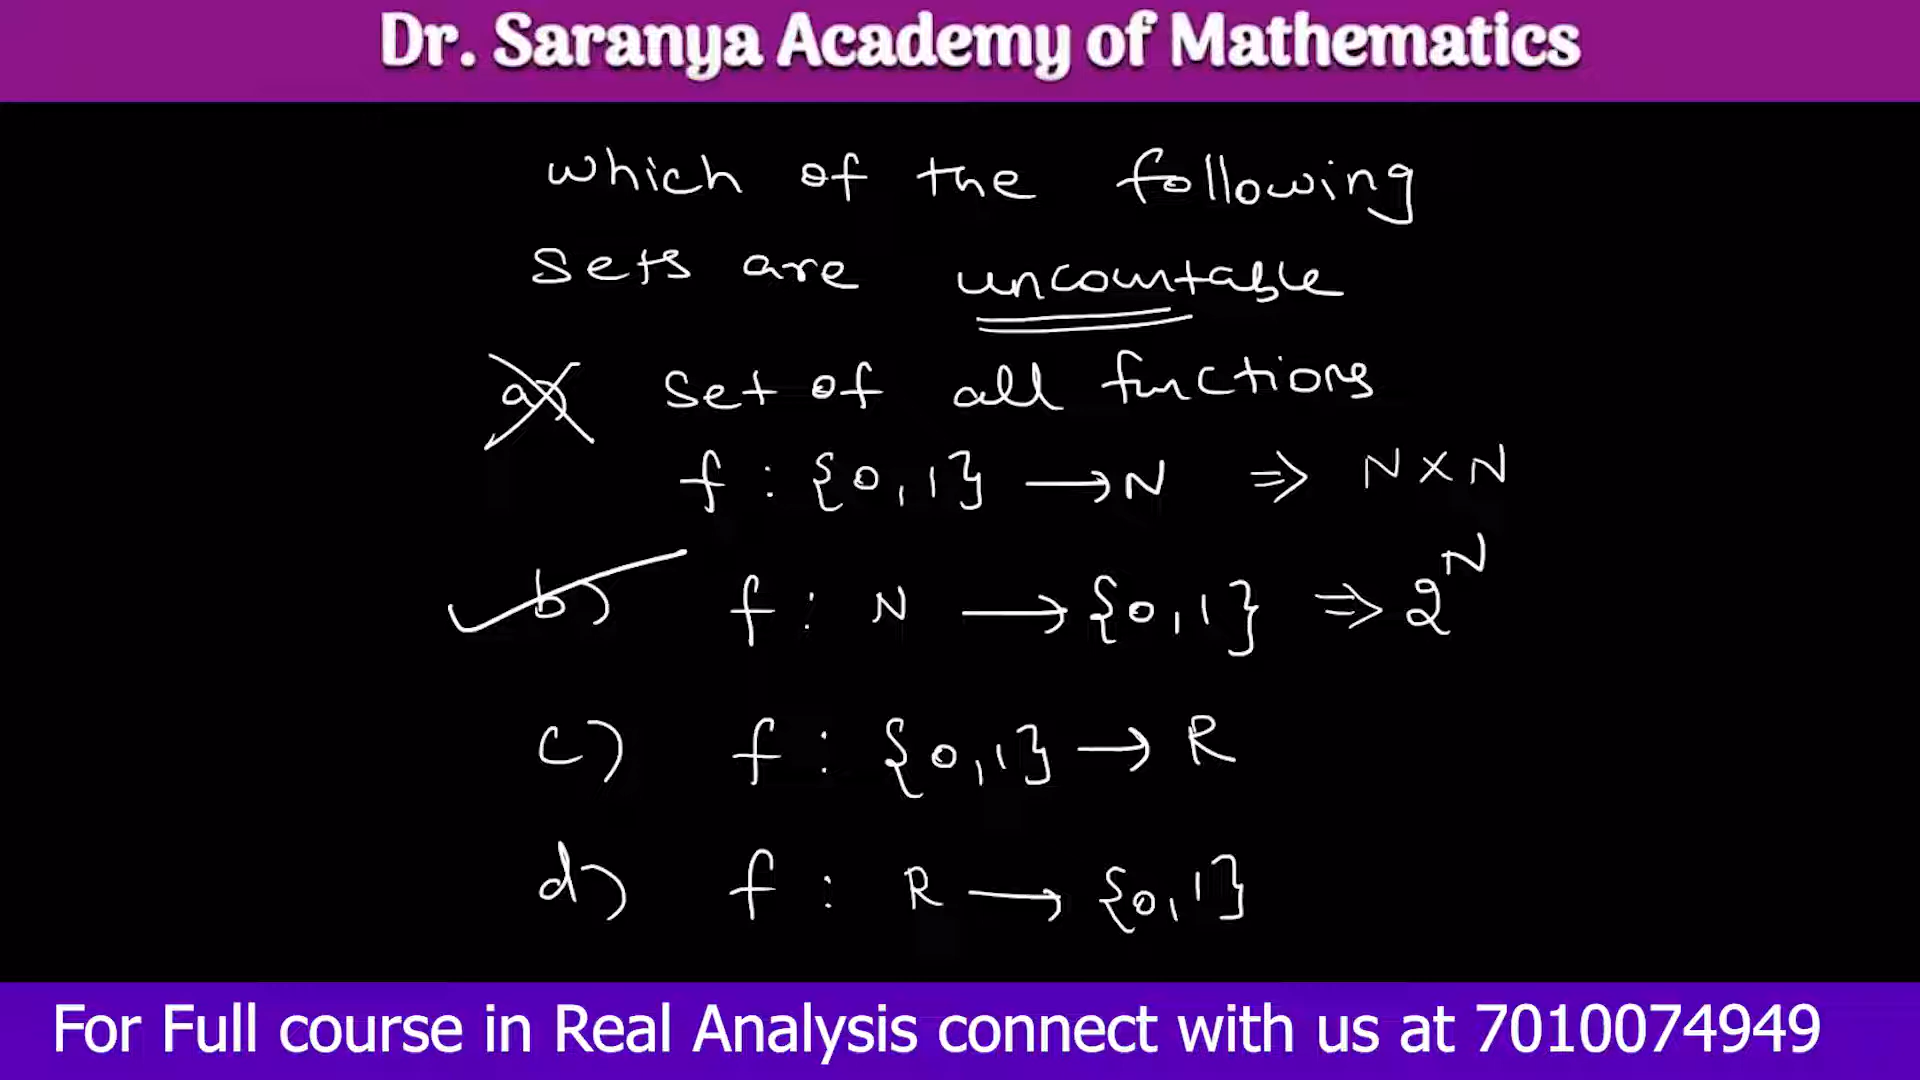 Dr. Saranya Academy of Mathematics
which of the following
sets are uncountable
a) set of all functions
f : {0,1} → N ⇒ N × N
b) f : N → {0,1} ⇒ 2^N
c) f : {0,1} → R
d) f : R → {0,1}
For Full course in Real Analysis connect with us at 7010074949